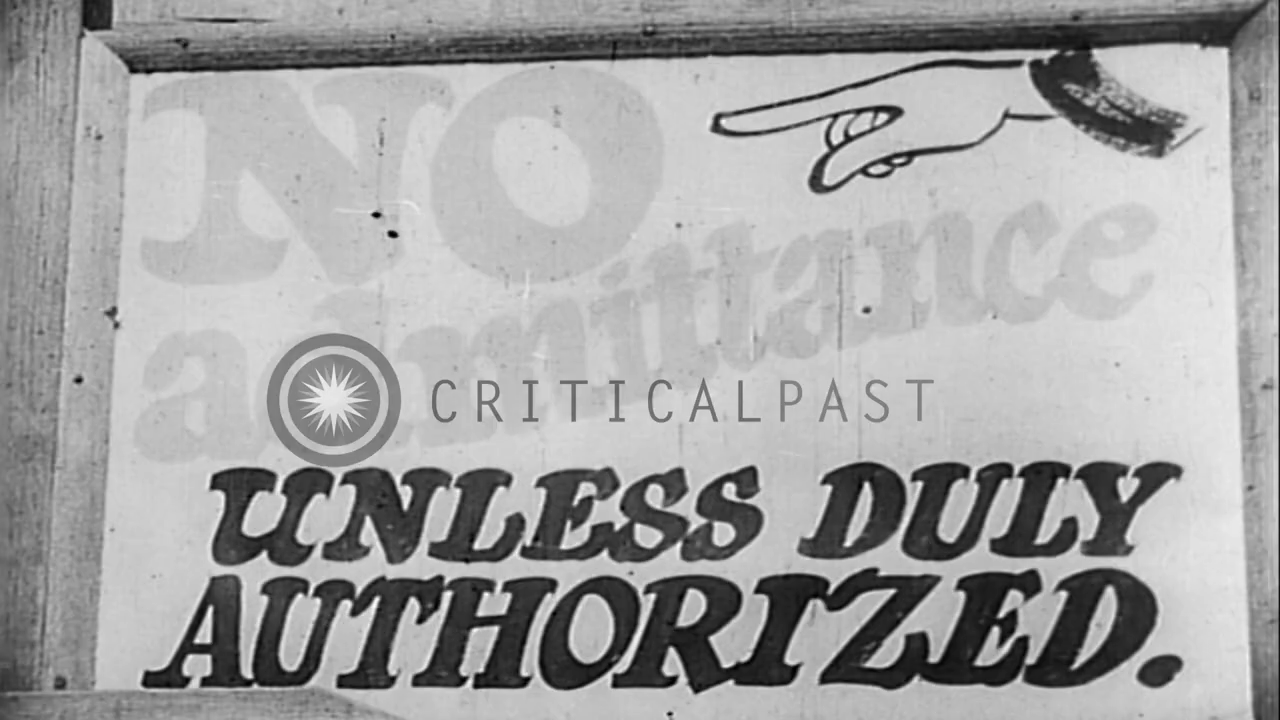 NO
admittance
CRITICALPAST
UNLESS DULY
AUTHORIZED.